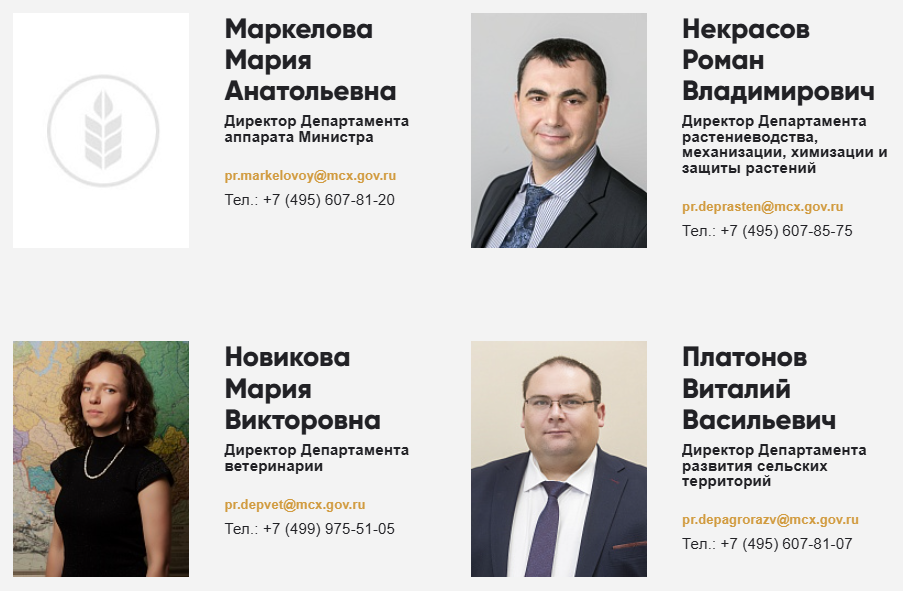 Маркелова
Мария
Анатольевна
Директор Департамента
аппарата Министра
pr.markelovoy@mcx.gov.ru
Тел.: +7 (495) 607-81-20
Некрасов
Роман
Владимирович
Директор Департамента
растениеводства,
механизации, химизации и
защиты растений
pr.deprasten@mcx.gov.ru
Тел.: +7 (495) 607-85-75
Новикова
Мария
Викторовна
Директор Департамента
ветеринарии
pr.depvet@mcx.gov.ru
Тел.: +7 (499) 975-51-05
Платонов
Виталий
Васильевич
Директор Департамента
развития сельских
территорий
pr.depagrorazv@mcx.gov.ru
Тел.: +7 (495) 607-81-07